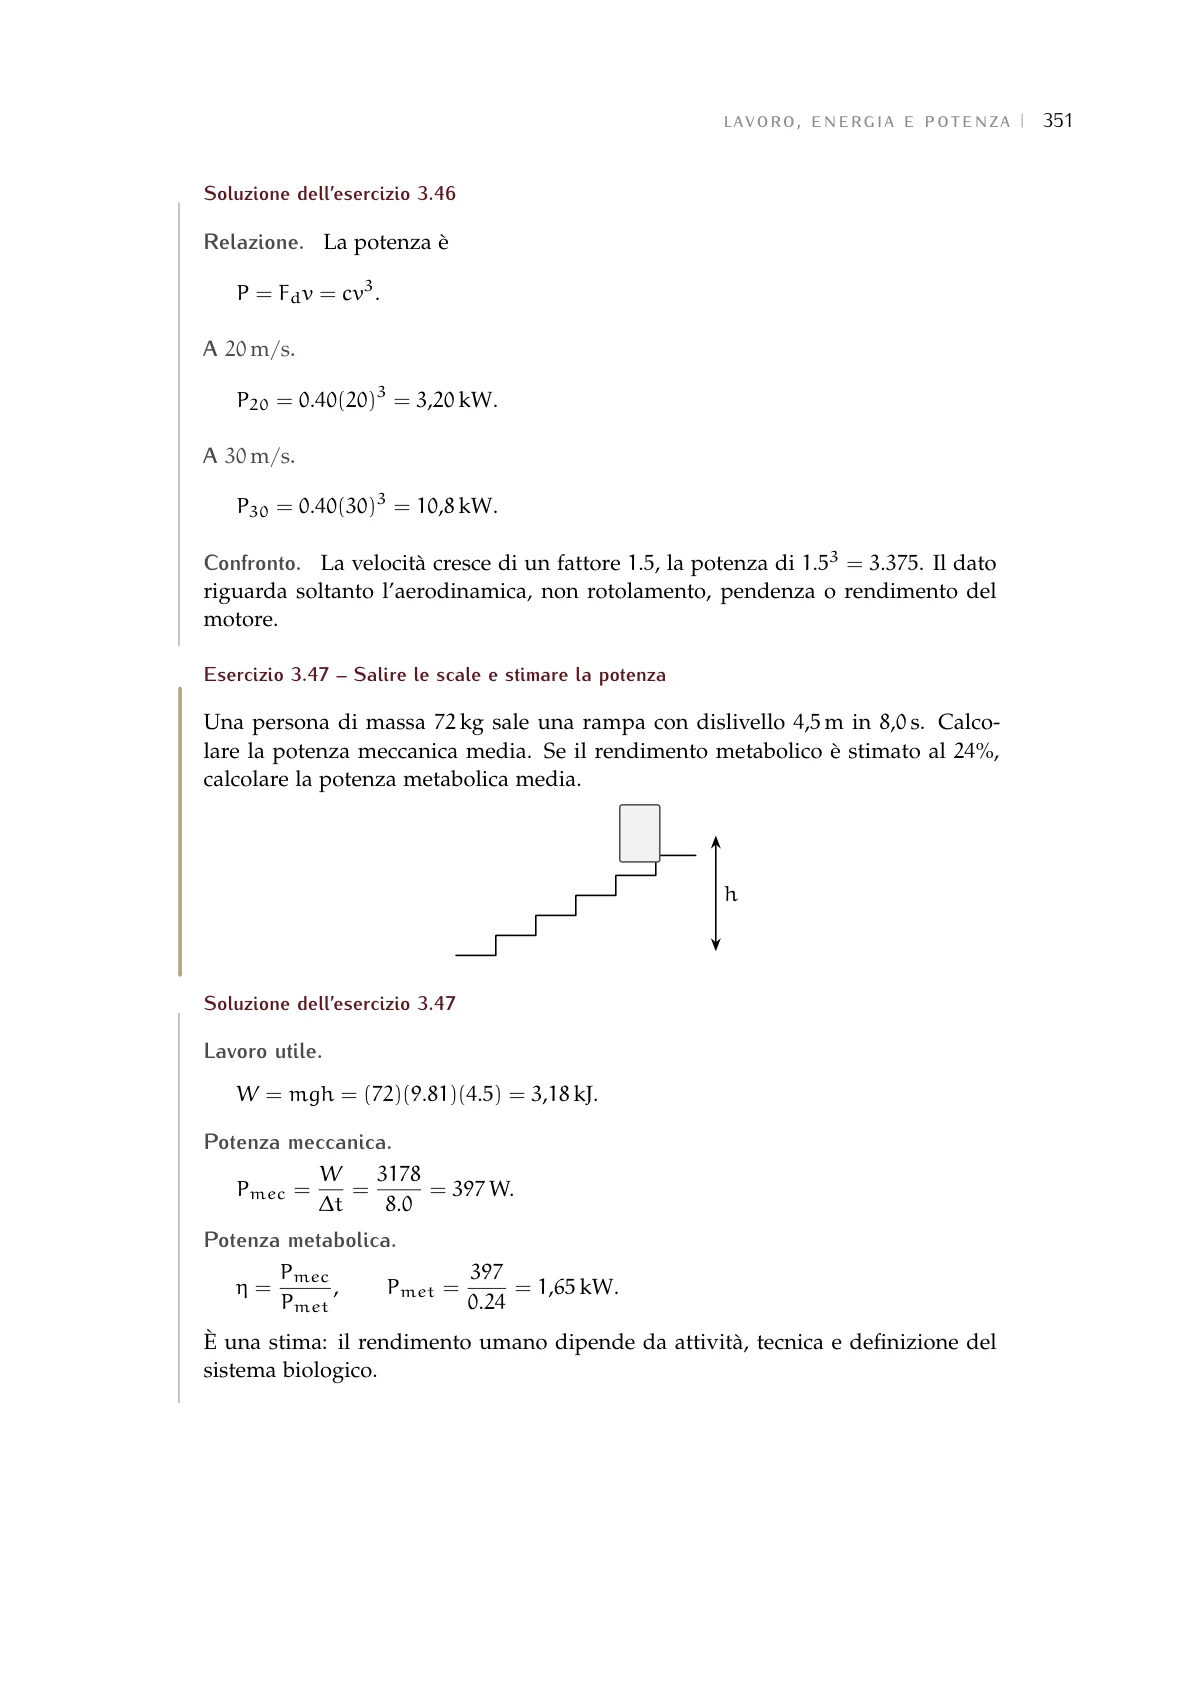 LAVORO, ENERGIA E POTENZA | 351
Soluzione dell'esercizio 3.46
Relazione. La potenza è
P = F_d v = cv³.
A 20 m/s.
P₂₀ = 0.40(20)³ = 3,20 kW.
A 30 m/s.
P₃₀ = 0.40(30)³ = 10,8 kW.
Confronto. La velocità cresce di un fattore 1.5, la potenza di 1.5³ = 3.375. Il dato
riguarda soltanto l'aerodinamica, non rotolamento, pendenza o rendimento del
motore.
Esercizio 3.47 – Salire le scale e stimare la potenza
Una persona di massa 72 kg sale una rampa con dislivello 4,5 m in 8,0 s. Calco-
lare la potenza meccanica media. Se il rendimento metabolico è stimato al 24%,
calcolare la potenza metabolica media.
h
Soluzione dell'esercizio 3.47
Lavoro utile.
W = mgh = (72)(9.81)(4.5) = 3,18 kJ.
Potenza meccanica.
P_mec = W/Δt = 3178/8.0 = 397 W.
Potenza metabolica.
η = P_mec/P_met, P_met = 397/0.24 = 1,65 kW.
È una stima: il rendimento umano dipende da attività, tecnica e definizione del
sistema biologico.